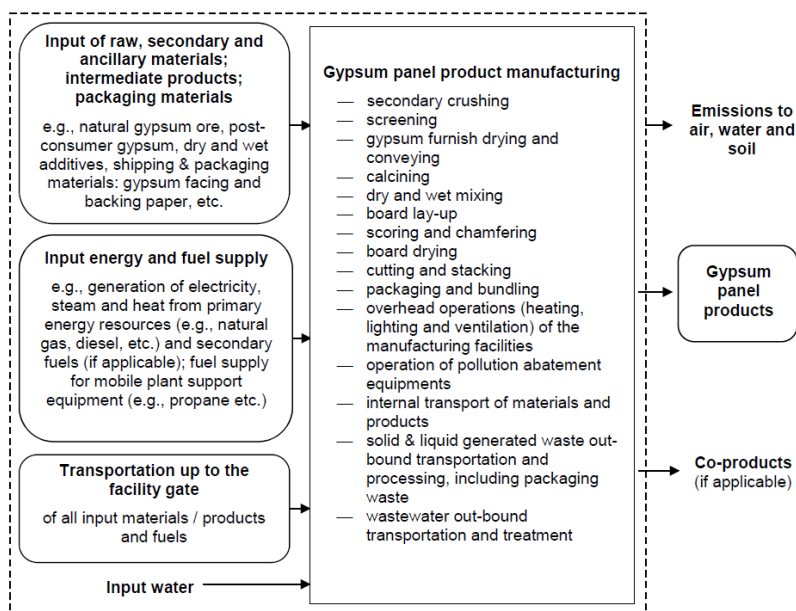 Input of raw, secondary and
ancillary materials;
intermediate products;
packaging materials
e.g., natural gypsum ore, post-
consumer gypsum, dry and wet
additives, shipping & packaging
materials: gypsum facing and
backing paper, etc.
Input energy and fuel supply
e.g., generation of electricity,
steam and heat from primary
energy resources (e.g., natural
gas, diesel, etc.) and secondary
fuels (if applicable); fuel supply
for mobile plant support
equipment (e.g., propane etc.)
Transportation up to the
facility gate
of all input materials / products
and fuels
Input water
Gypsum panel product manufacturing
— secondary crushing
— screening
— gypsum furnish drying and
conveying
— calcining
— dry and wet mixing
— board lay-up
— scoring and chamfering
— board drying
— cutting and stacking
— packaging and bundling
— overhead operations (heating,
lighting and ventilation) of the
manufacturing facilities
— operation of pollution abatement
equipments
— internal transport of materials and
products
— solid & liquid generated waste out-
bound transportation and
processing, including packaging
waste
— wastewater out-bound
transportation and treatment
Emissions to
air, water and
soil
Gypsum
panel
products
Co-products
(if applicable)